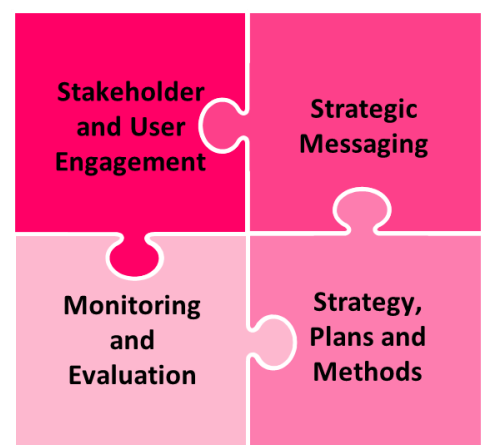 Stakeholder
and User
Engagement
Strategic
Messaging
Monitoring
and
Evaluation
Strategy,
Plans and
Methods